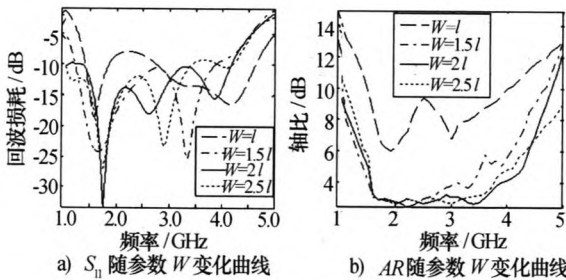 回波损耗/dB
-5
-10
-15
-20
-25
-30
W=l
W=1.5l
W=2l
W=2.5l
1.0 2.0 3.0 4.0 5.0
频率/GHz
a) S11 随参数 W 变化曲线
轴比/dB
14
12
10
8
6
4
W=l
W=1.5l
W=2l
W=2.5l
1 2 3 4 5
频率/GHz
b) AR 随参数 W 变化曲线